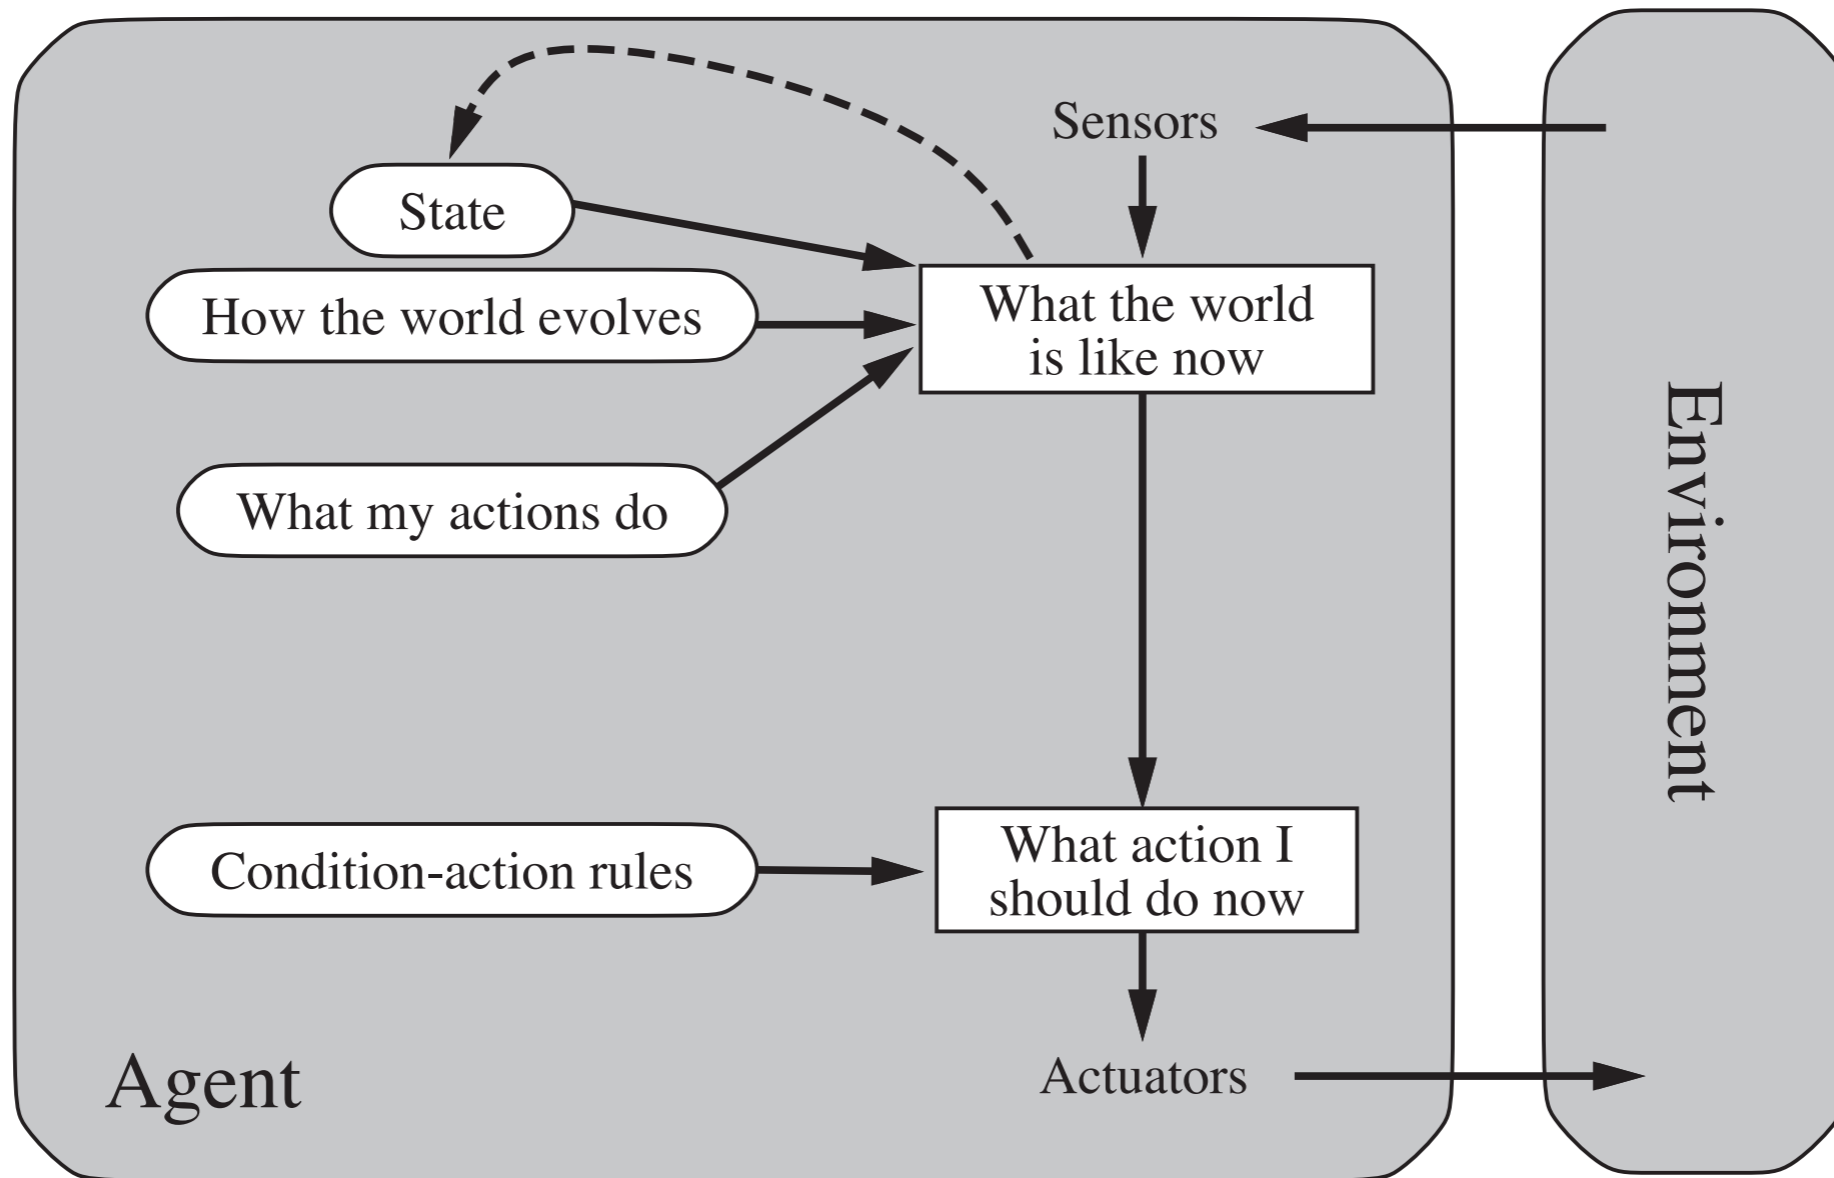 Sensors
State
How the world evolves
What the world
is like now
What my actions do
Environment
Condition-action rules
What action I
should do now
Agent
Actuators